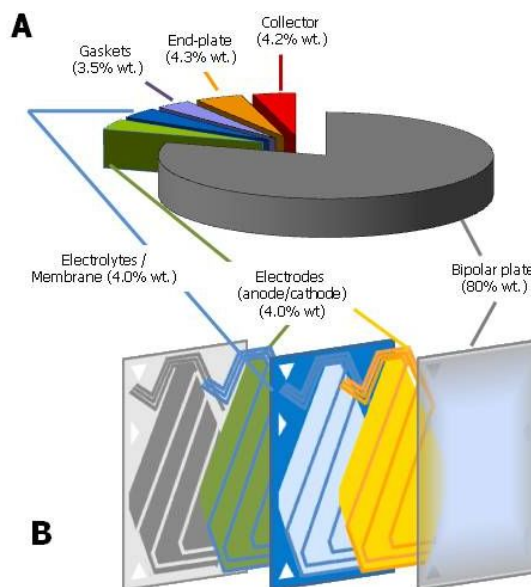 A
Collector
(4.2% wt.)
End-plate
(4.3% wt.)
Gaskets
(3.5% wt.)
Electrolytes /
Membrane (4.0% wt.)
Electrodes
(anode/cathode)
(4.0% wt)
Bipolar plate
(80% wt.)
B